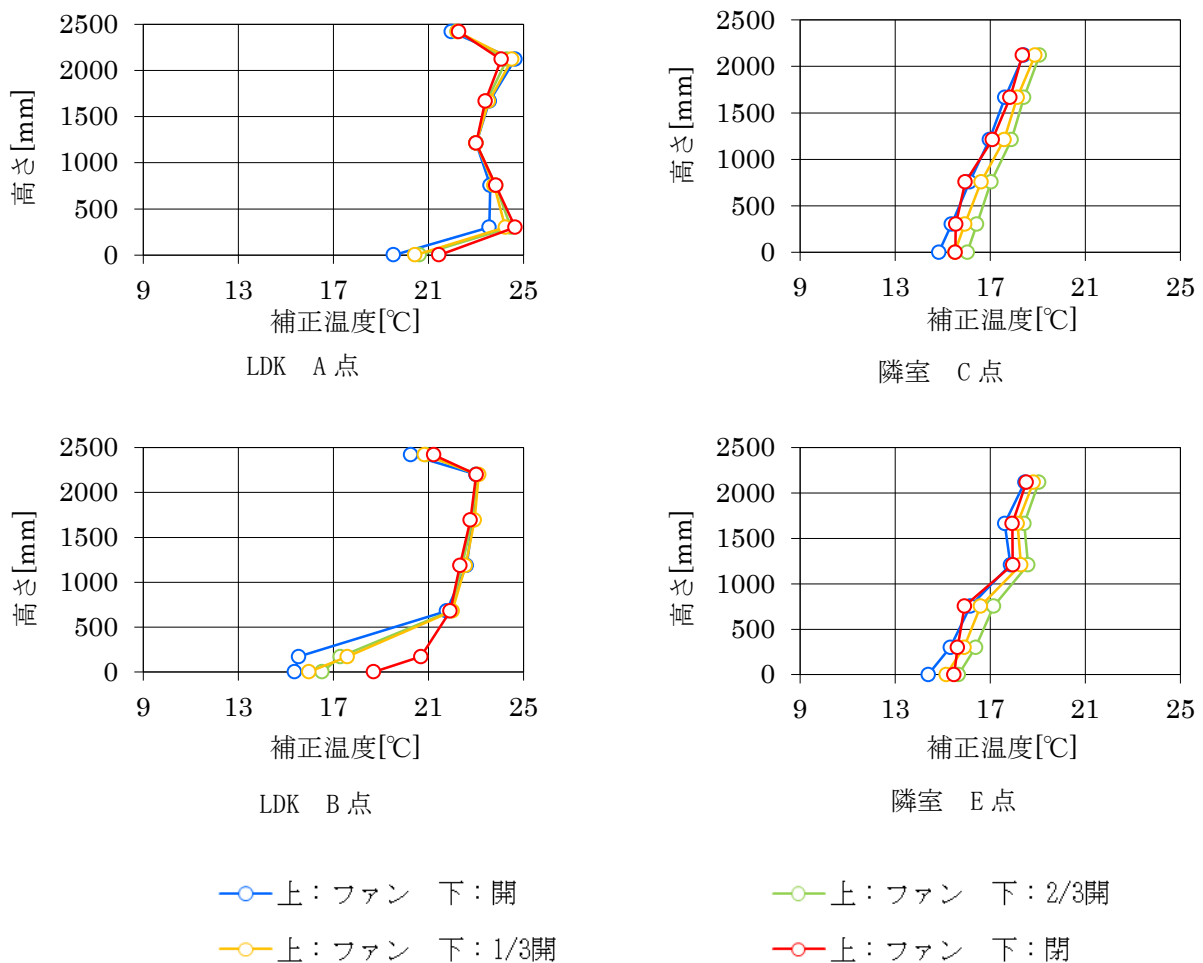 2500
2000
1500
1000
500
0
高さ[mm]
9 13 17 21 25
補正温度[℃]
LDK A点
2500
2000
1500
1000
500
0
高さ[mm]
9 13 17 21 25
補正温度[℃]
隣室 C点
2500
2000
1500
1000
500
0
高さ[mm]
9 13 17 21 25
補正温度[℃]
LDK B点
2500
2000
1500
1000
500
0
高さ[mm]
9 13 17 21 25
補正温度[℃]
隣室 E点
上：ファン 下：開
上：ファン 下：2/3開
上：ファン 下：1/3開
上：ファン 下：閉